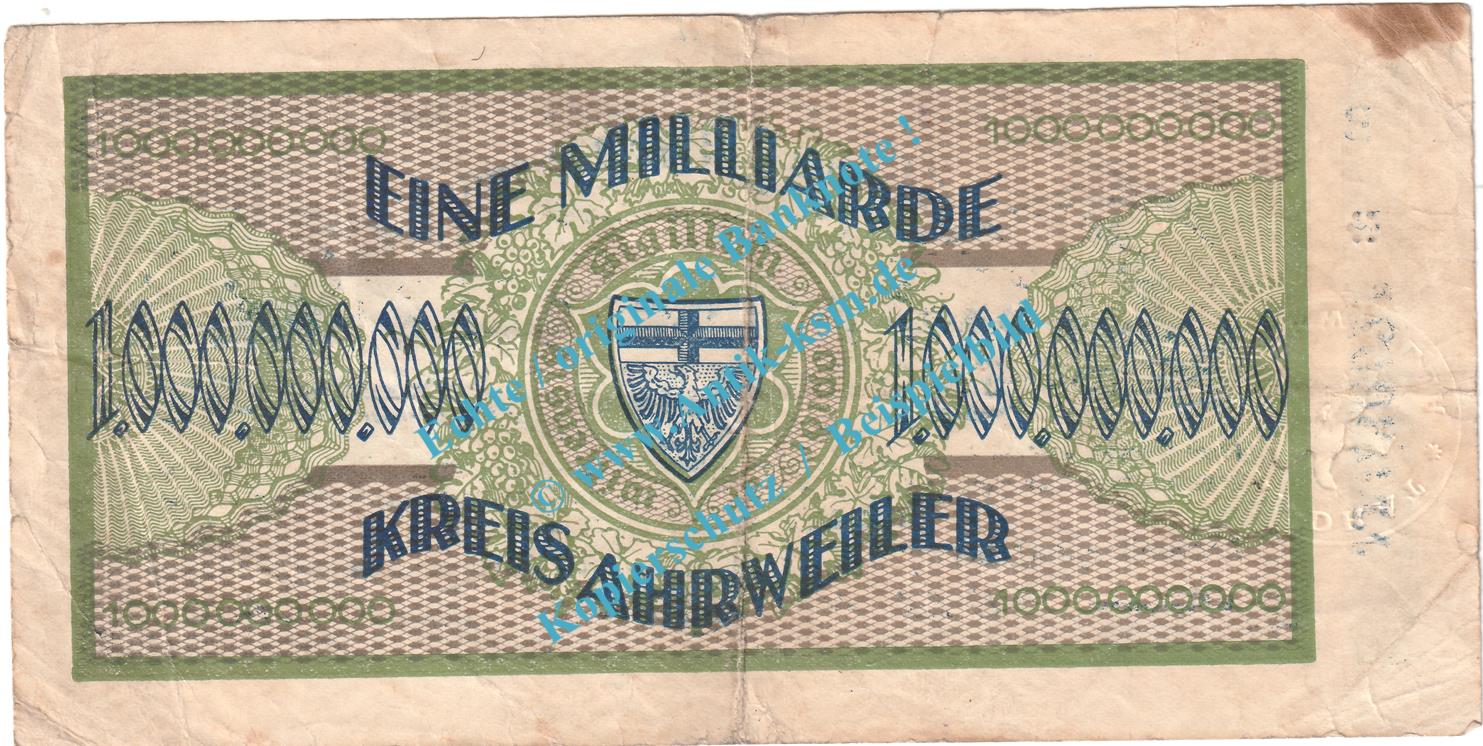 1000000000
1000000000
EINE MILLIARDE
1.000.000.000
1.000.000.000
KREIS AHRWEILER
1000000000
1000000000
Echte / originale Banknote !
© www.Antik-ksm.de
Kopierschutz / Beispielbild